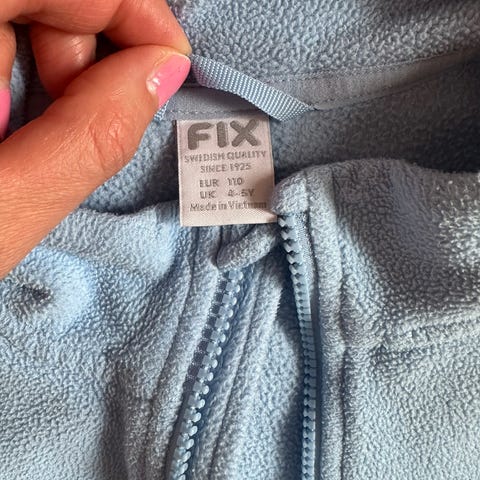 FIX
SWEDISH QUALITY
SINCE 1925
EUR 110
UK 4-5Y
Made in Vietnam